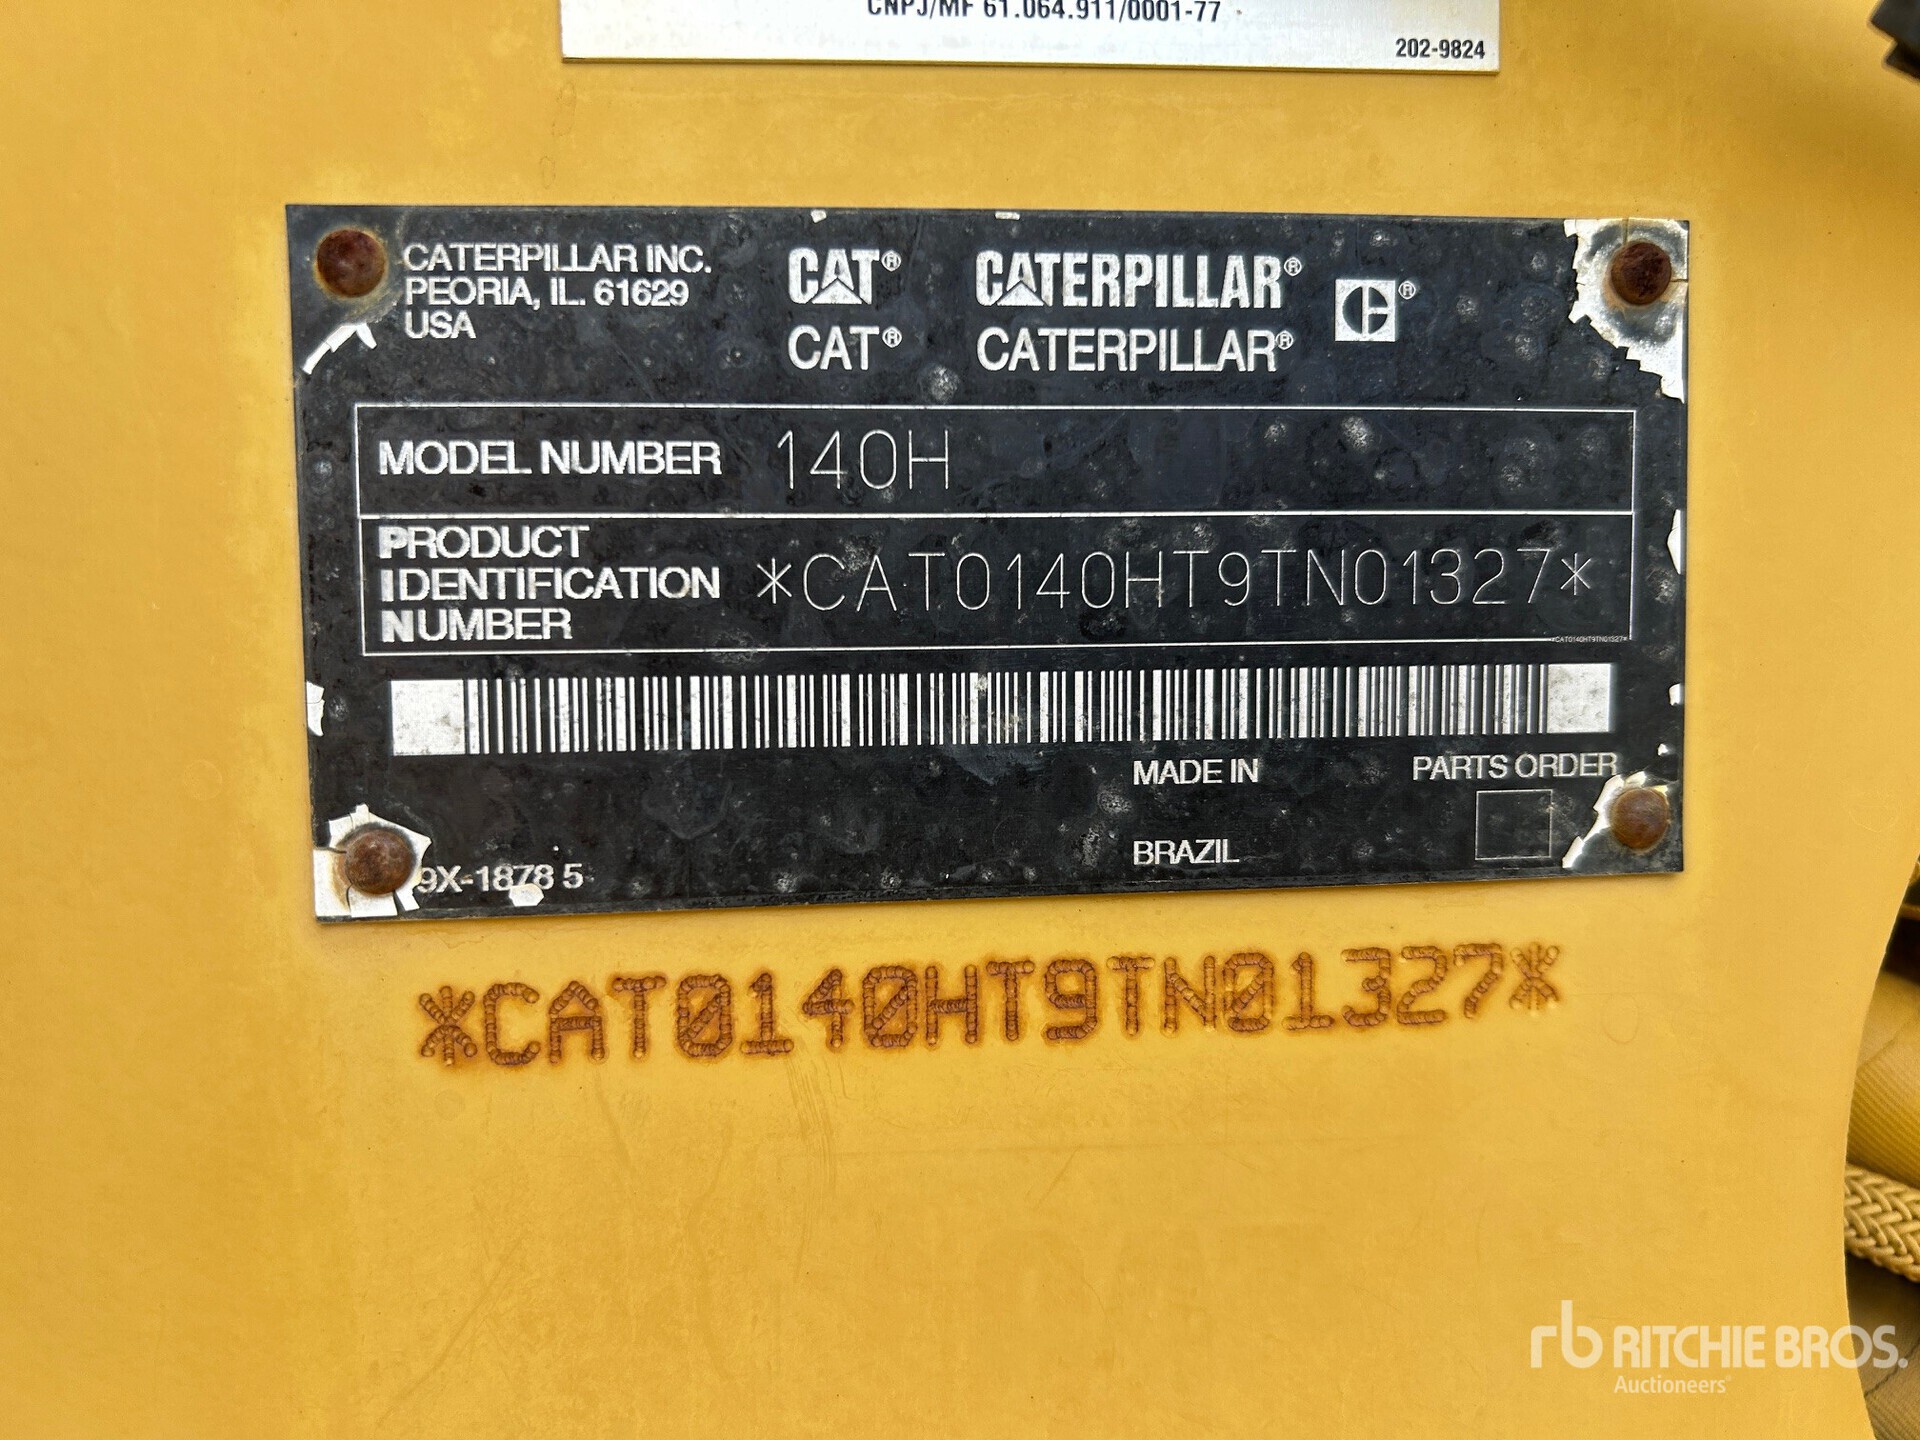 CNPJ/MF 61.064.911/0001-77
202-9824
CATERPILLAR INC.
PEORIA, IL. 61629
USA
CAT® CATERPILLAR® C®
CAT® CATERPILLAR®
MODEL NUMBER 140H
PRODUCT IDENTIFICATION NUMBER *CAT0140HT9TN01327*
*CAT0140HT9TN01327*
MADE IN PARTS ORDER
BRAZIL
9X-1878 5
*CAT0140HT9TN01327*
rb RITCHIE BROS.
Auctioneers